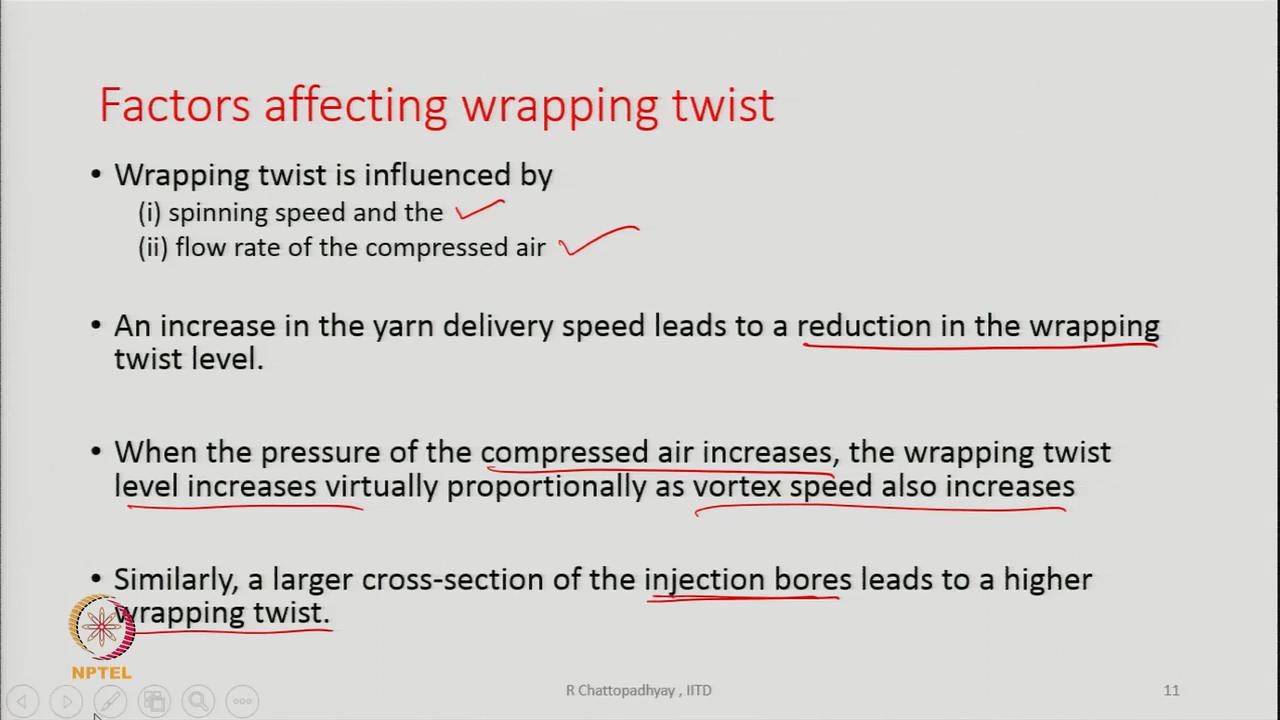 Factors affecting wrapping twist
• Wrapping twist is influenced by
(i) spinning speed and the
(ii) flow rate of the compressed air
• An increase in the yarn delivery speed leads to a reduction in the wrapping
twist level.
• When the pressure of the compressed air increases, the wrapping twist
level increases virtually proportionally as vortex speed also increases
• Similarly, a larger cross-section of the injection bores leads to a higher
wrapping twist.
NPTEL
R Chattopadhyay , IITD
11